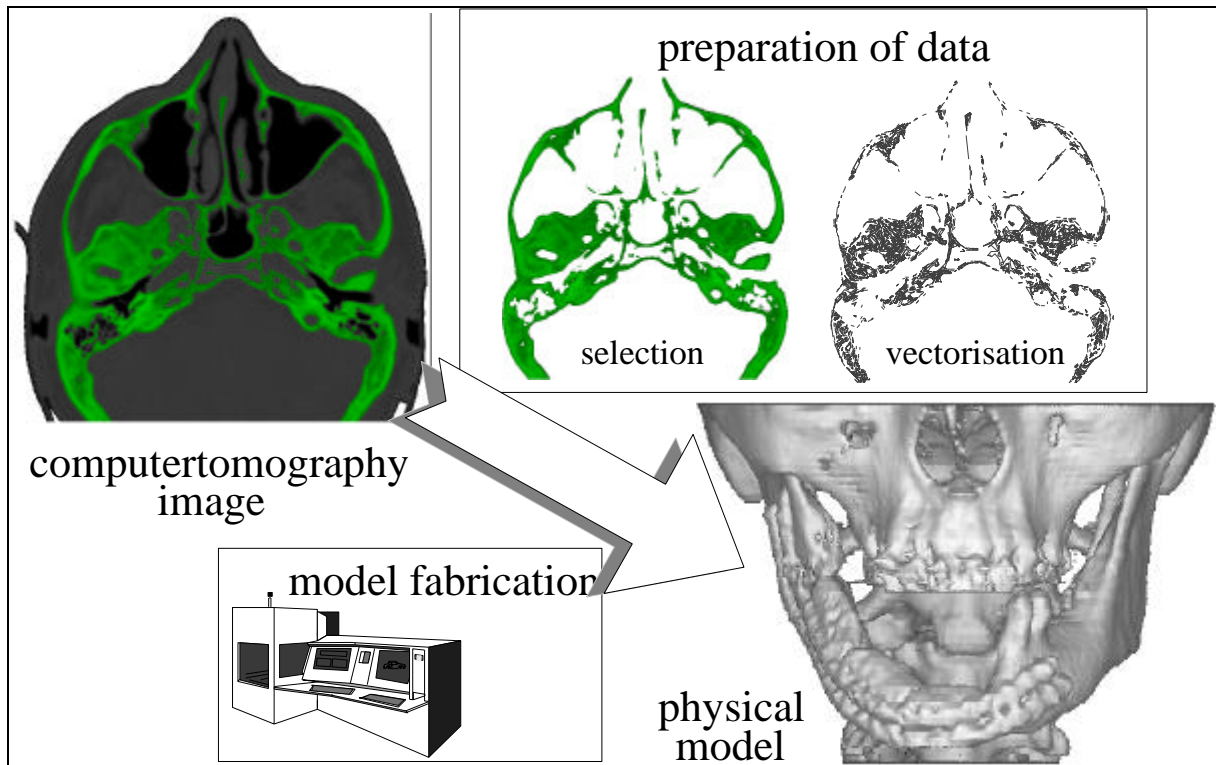 preparation of data
selection
vectorisation
computertomography
image
model fabrication
physical
model